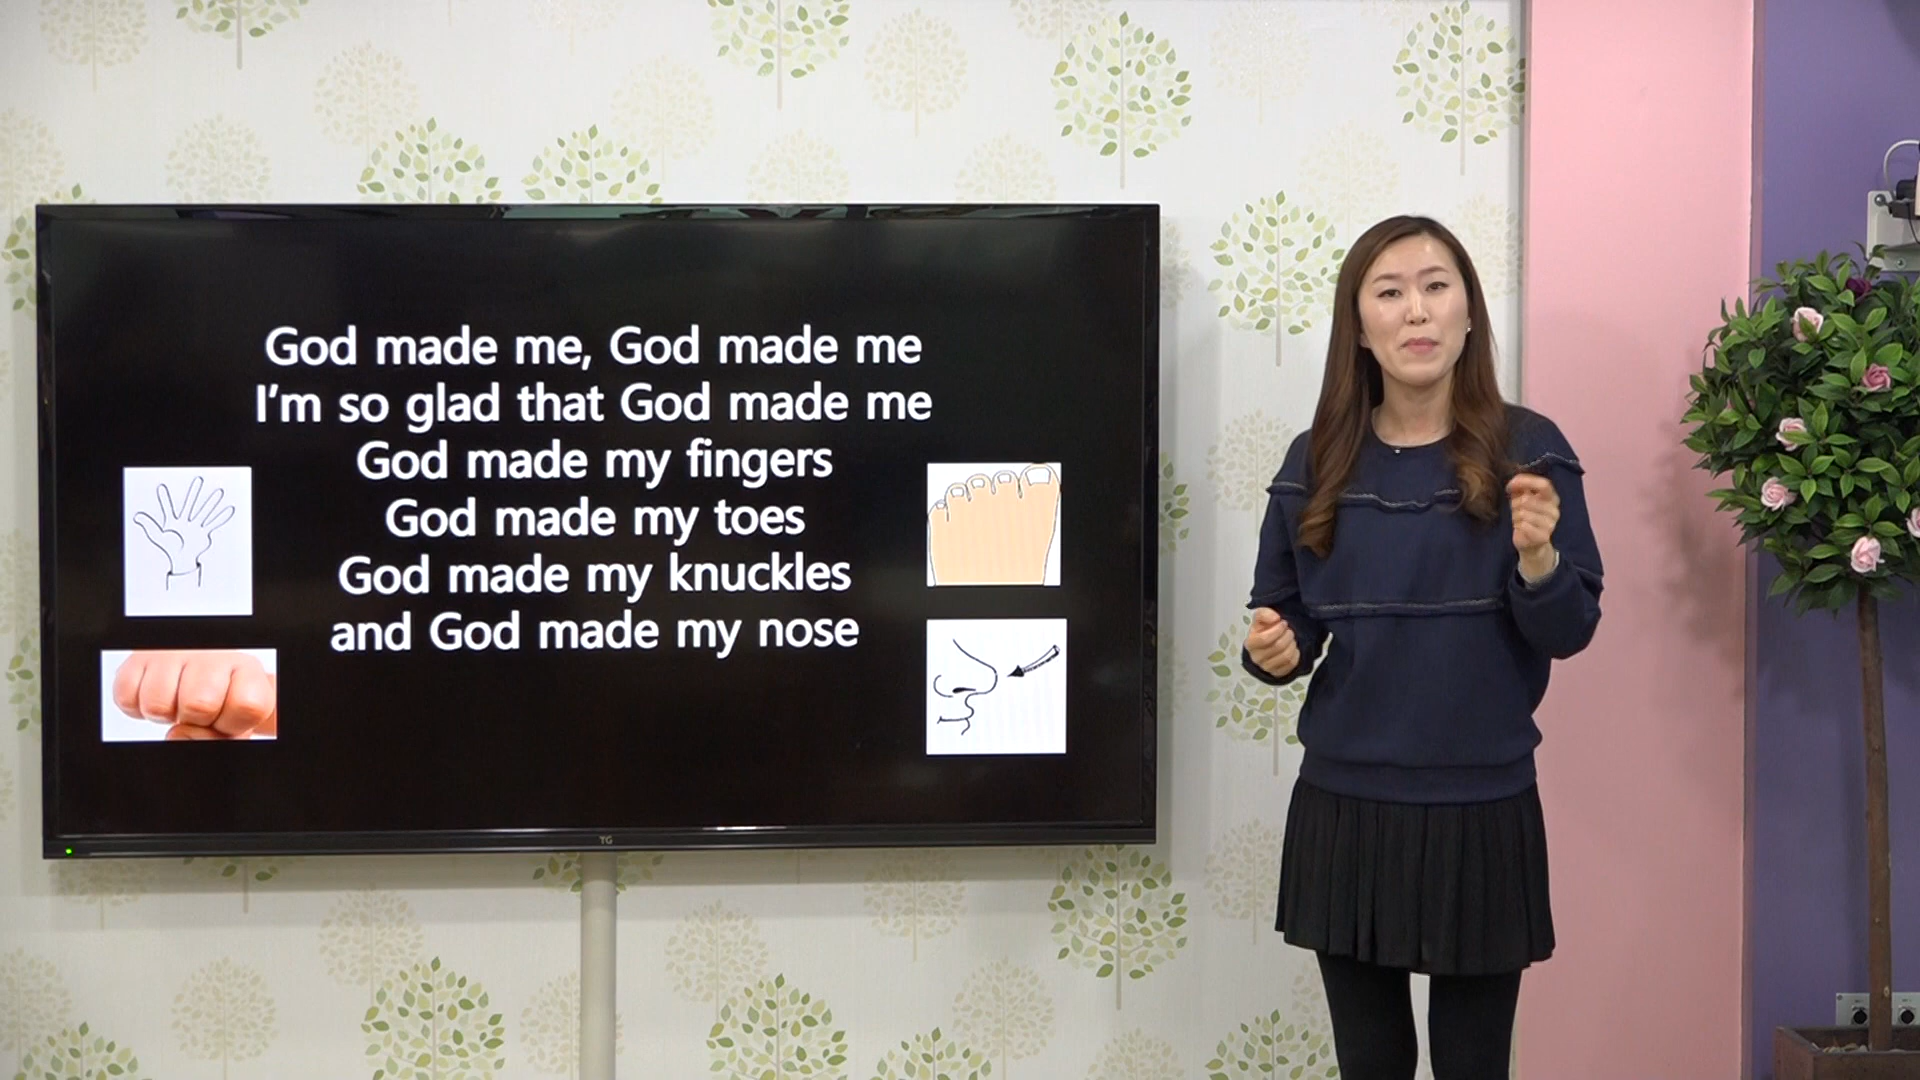 God made me, God made me
I'm so glad that God made me
God made my fingers
God made my toes
God made my knuckles
and God made my nose
TG